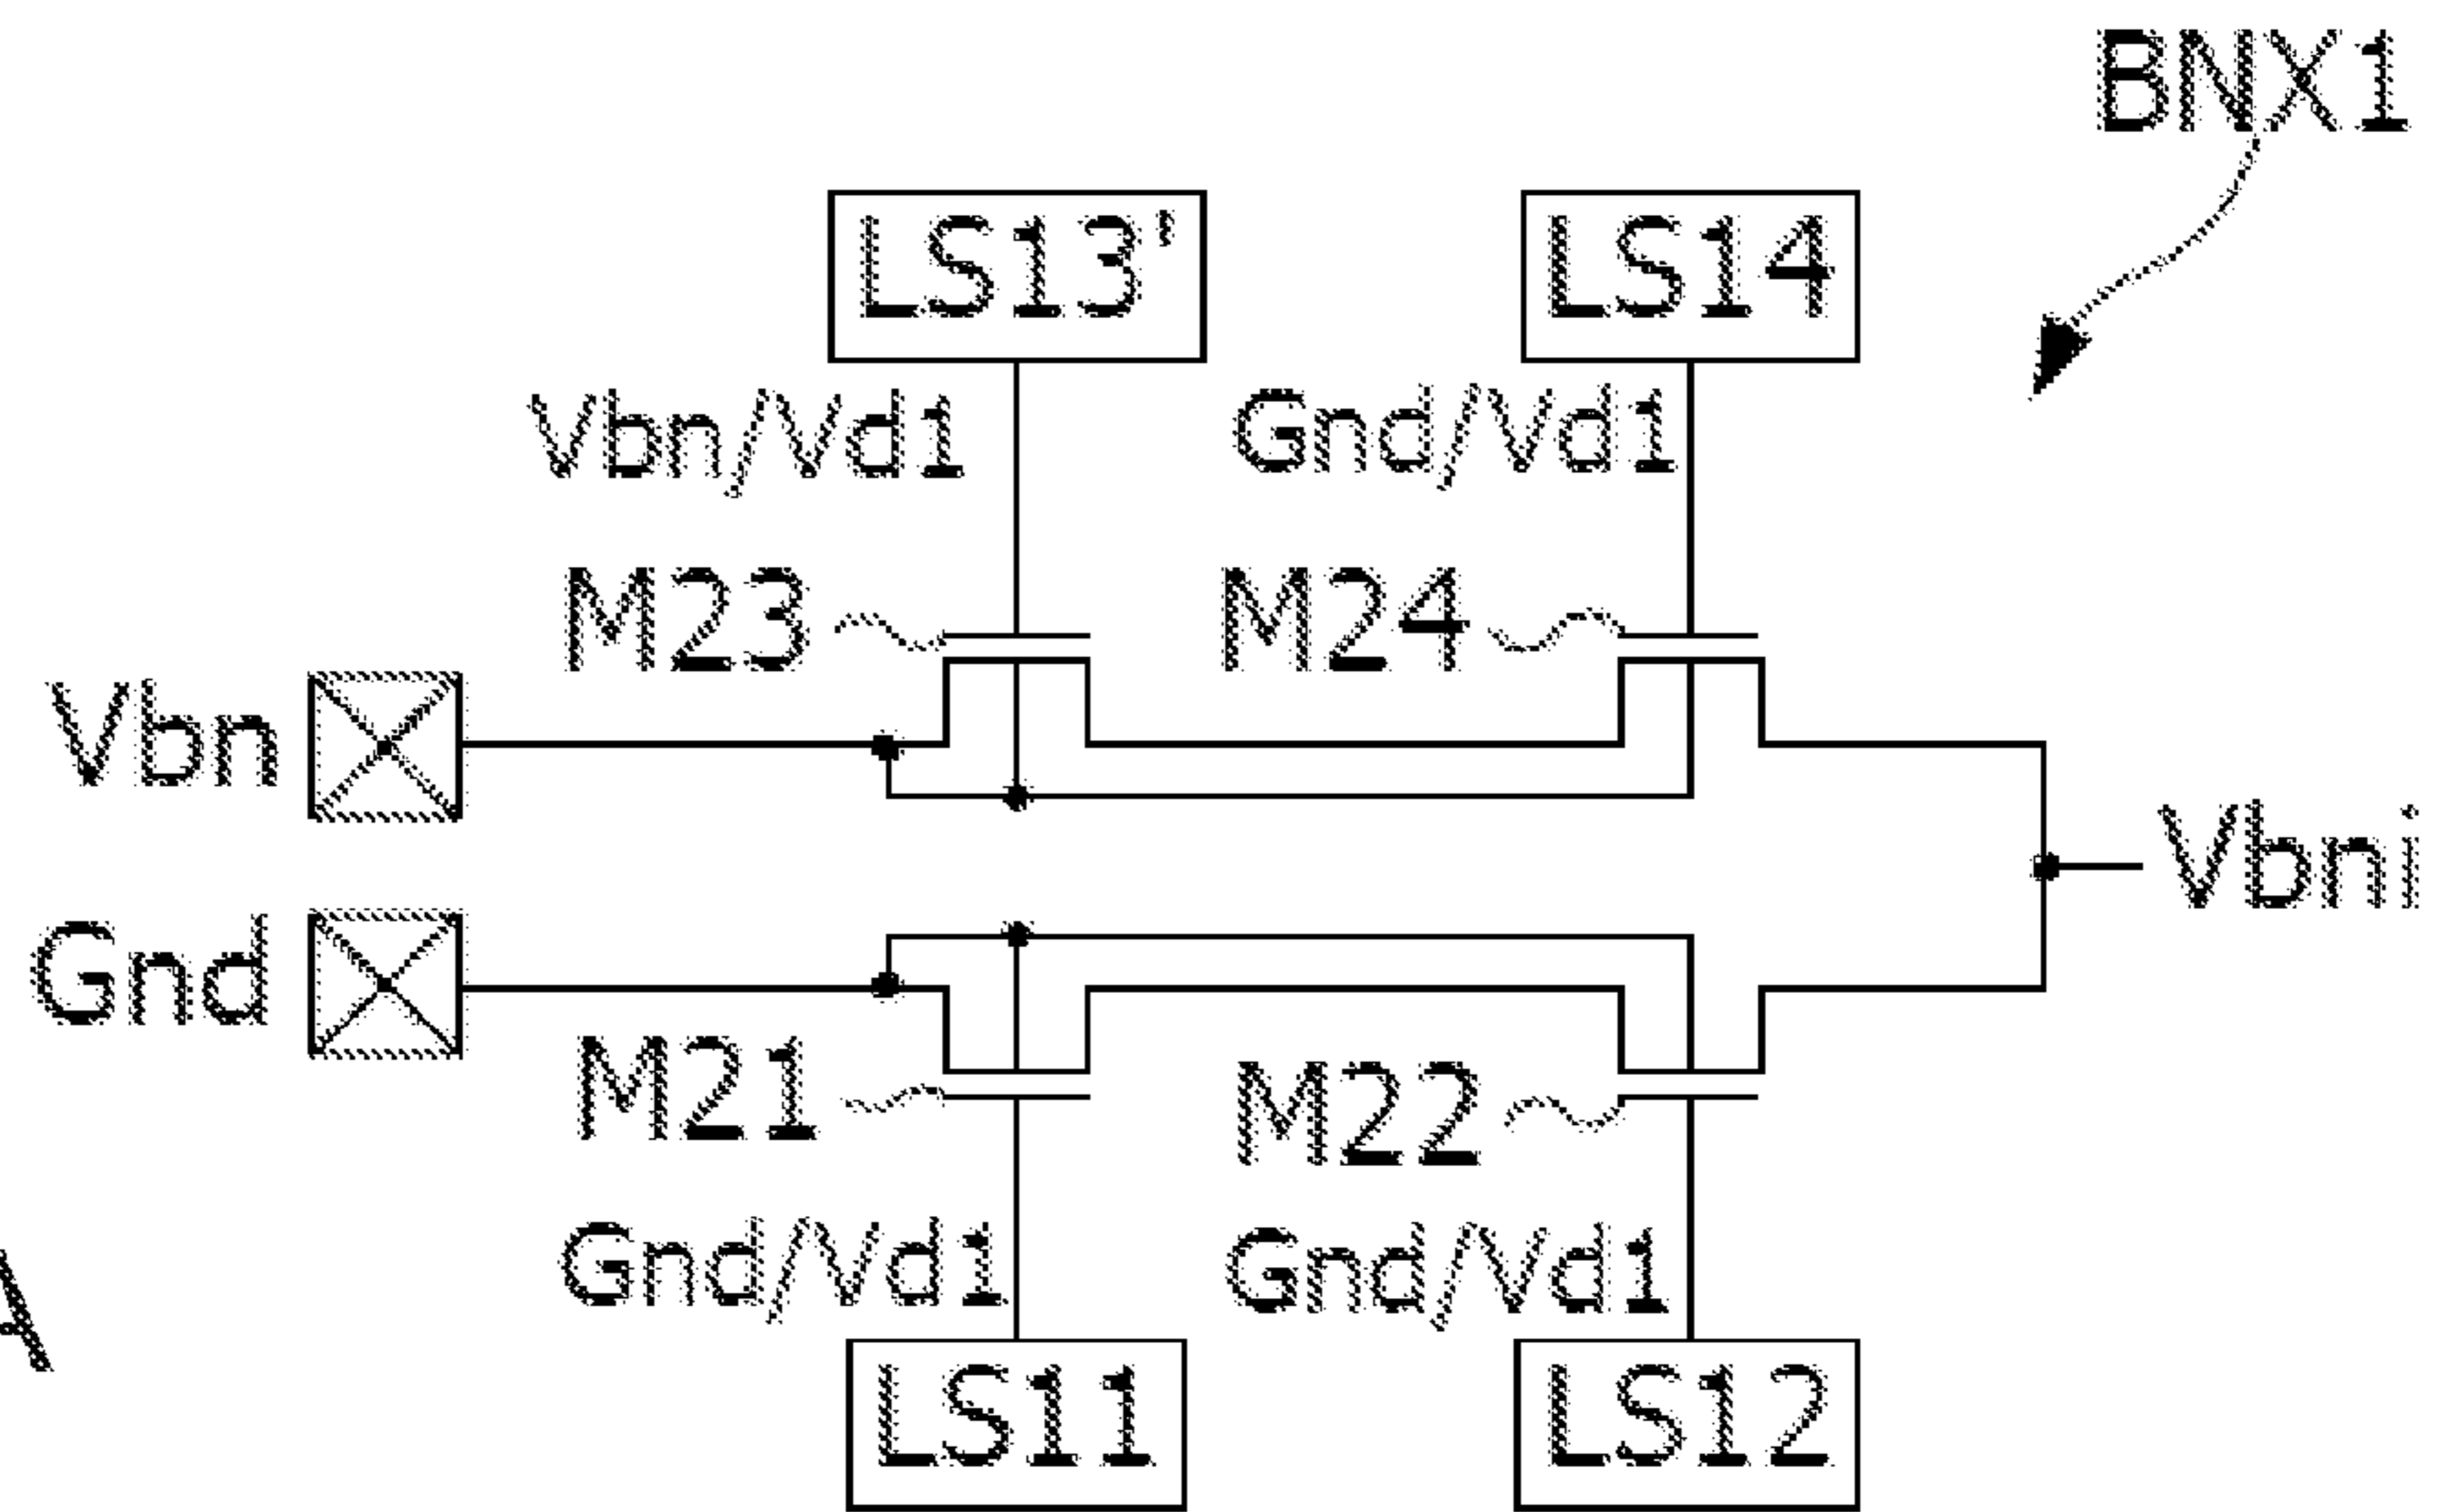 BNX1
LS13' LS14
Vbn/Vd1 Gnd/Vd1
M23 M24
Vbn
Vbni
Gnd
M21 M22
Gnd/Vd1 Gnd/Vd1
A
LS11 LS12